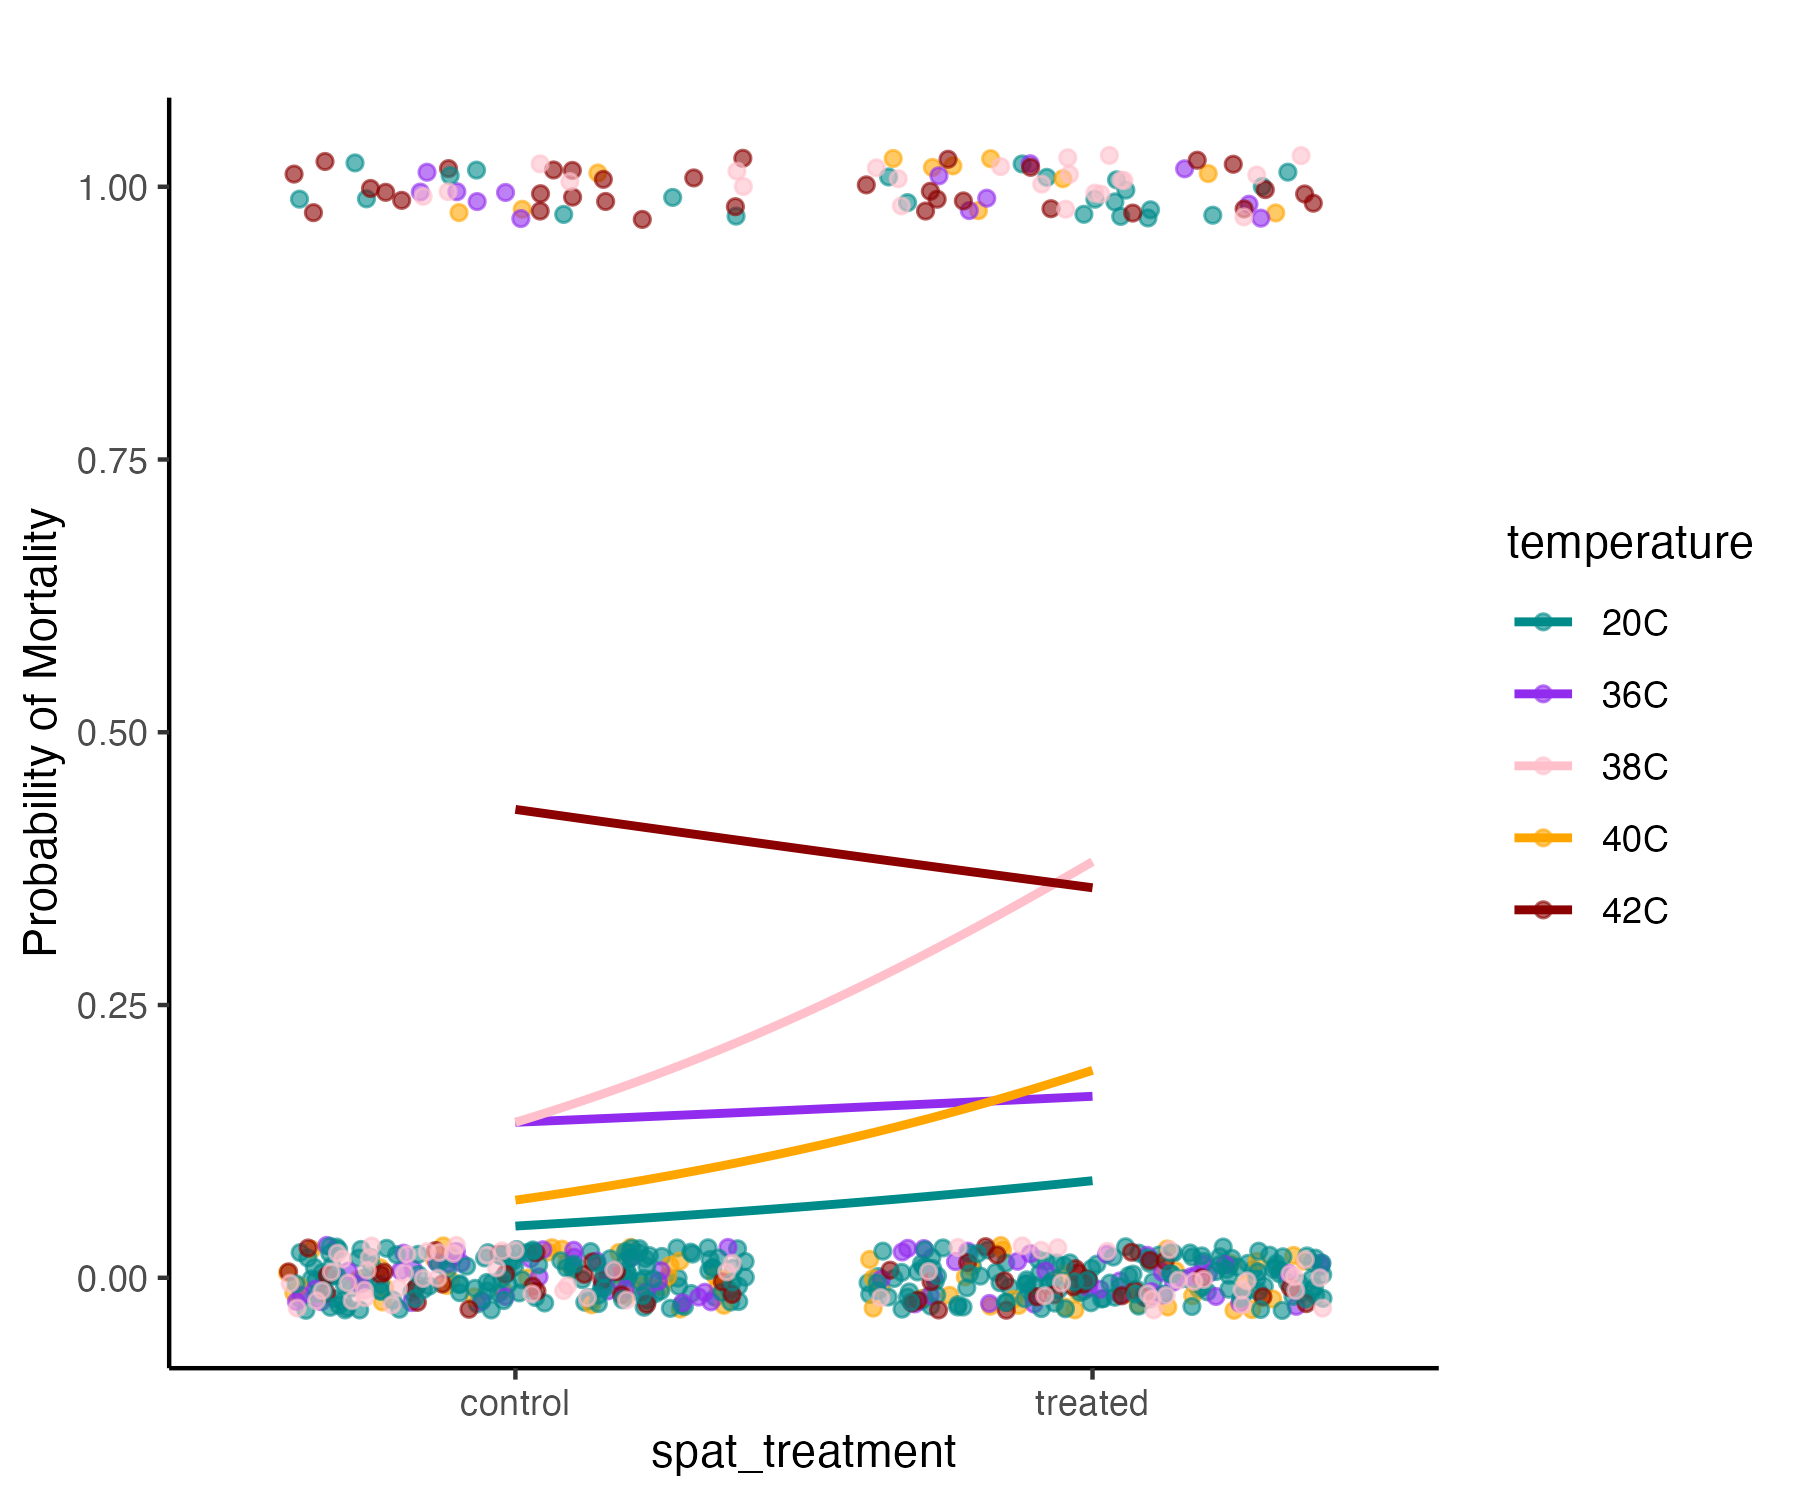 1.00
0.75
0.50
0.25
0.00
Probability of Mortality
control
treated
spat_treatment
temperature
20C
36C
38C
40C
42C